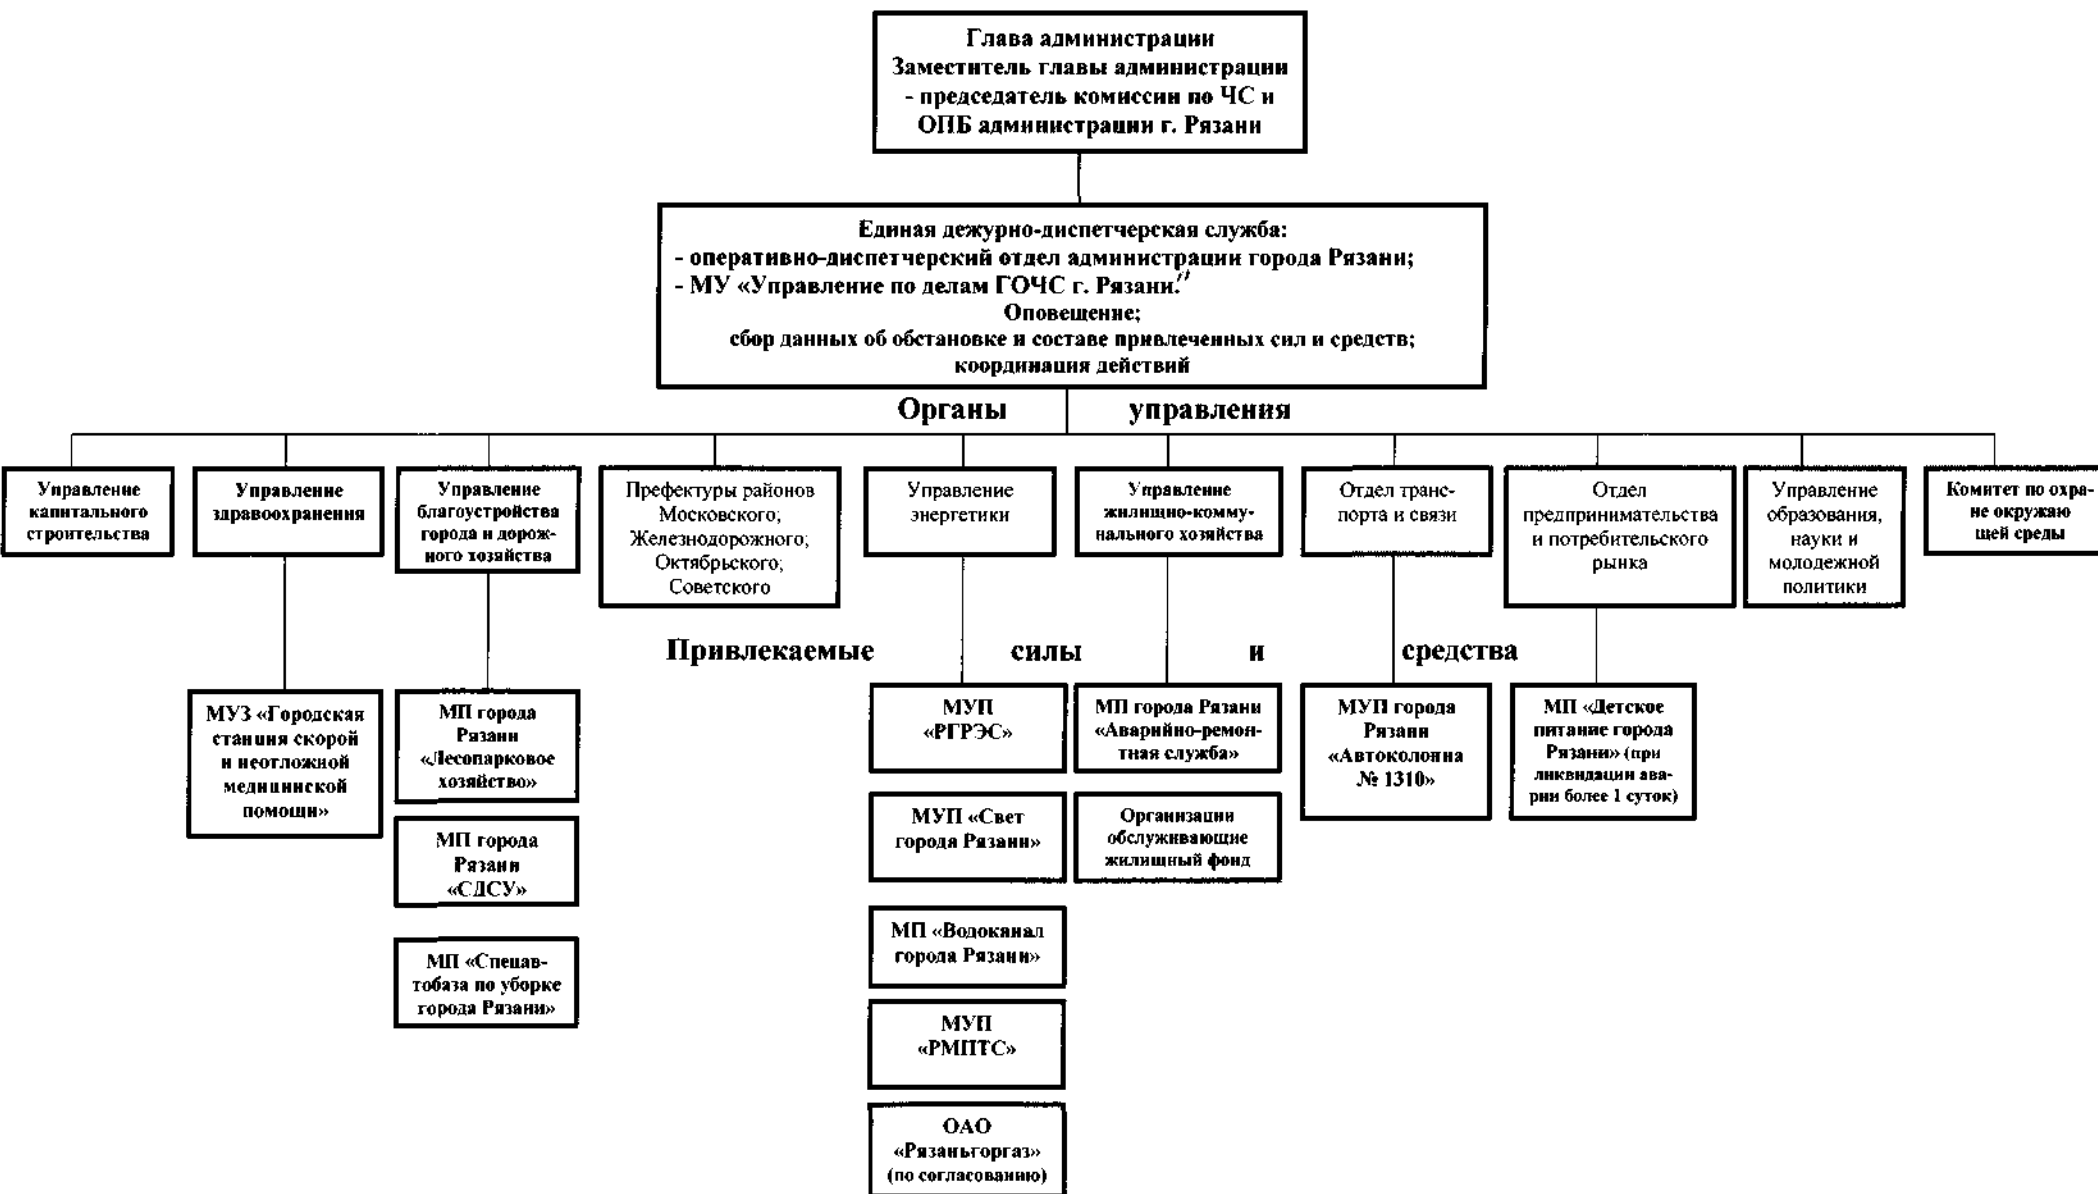 Глава администрации
Заместитель главы администрации
- председатель комиссии по ЧС и
ОПБ администрации г. Рязани
Единая дежурно-диспетчерская служба:
- оперативно-диспетчерский отдел администрации города Рязани;
- МУ «Управление по делам ГОЧС г. Рязани."
Оповещение;
сбор данных об обстановке и составе привлеченных сил и средств;
координация действий
Органы управления
Управление
капитального
строительства
Управление
здравоохранения
Управление
благоустройства
города и дорож-
ного хозяйства
Префектуры районов
Московского;
Железнодорожного;
Октябрьского;
Советского
Управление
энергетики
Управление
жилищно-комму-
нального хозяйства
Отдел транс-
порта и связи
Отдел
предпринимательства
и потребительского
рынка
Управление
образования,
науки и
молодежной
политики
Комитет по охра-
не окружаю
щей среды
Привлекаемые силы и средства
МУЗ «Городская
станция скорой
и неотложной
медицинской
помощи»
МП города
Рязани
«Лесопарковое
хозяйство»
МП города
Рязани
«СДСУ»
МП «Спецав-
тобаза по уборке
города Рязани»
МУП
«РГРЭС»
МУП «Свет
города Рязани»
МП «Водоканал
города Рязани»
МУП
«РМПТС»
ОАО
«Рязаньгоргаз»
(по согласованию)
МП города Рязани
«Аварийно-ремон-
тная служба»
Организации
обслуживающие
жилищный фонд
МУП города
Рязани
«Автоколонна
№ 1310»
МП «Детское
питание города
Рязани» (при
ликвидации ава-
рии более 1 суток)